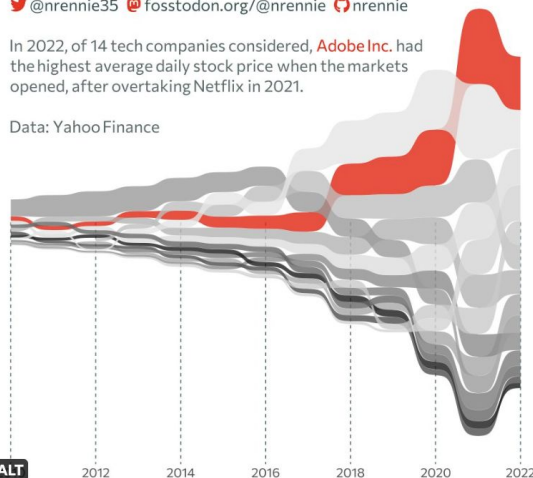 @nrennie35 fosstodon.org/@nrennie nrennie
In 2022, of 14 tech companies considered, Adobe Inc. had
the highest average daily stock price when the markets
opened, after overtaking Netflix in 2021.
Data: Yahoo Finance
ALT 2012 2014 2016 2018 2020 2022